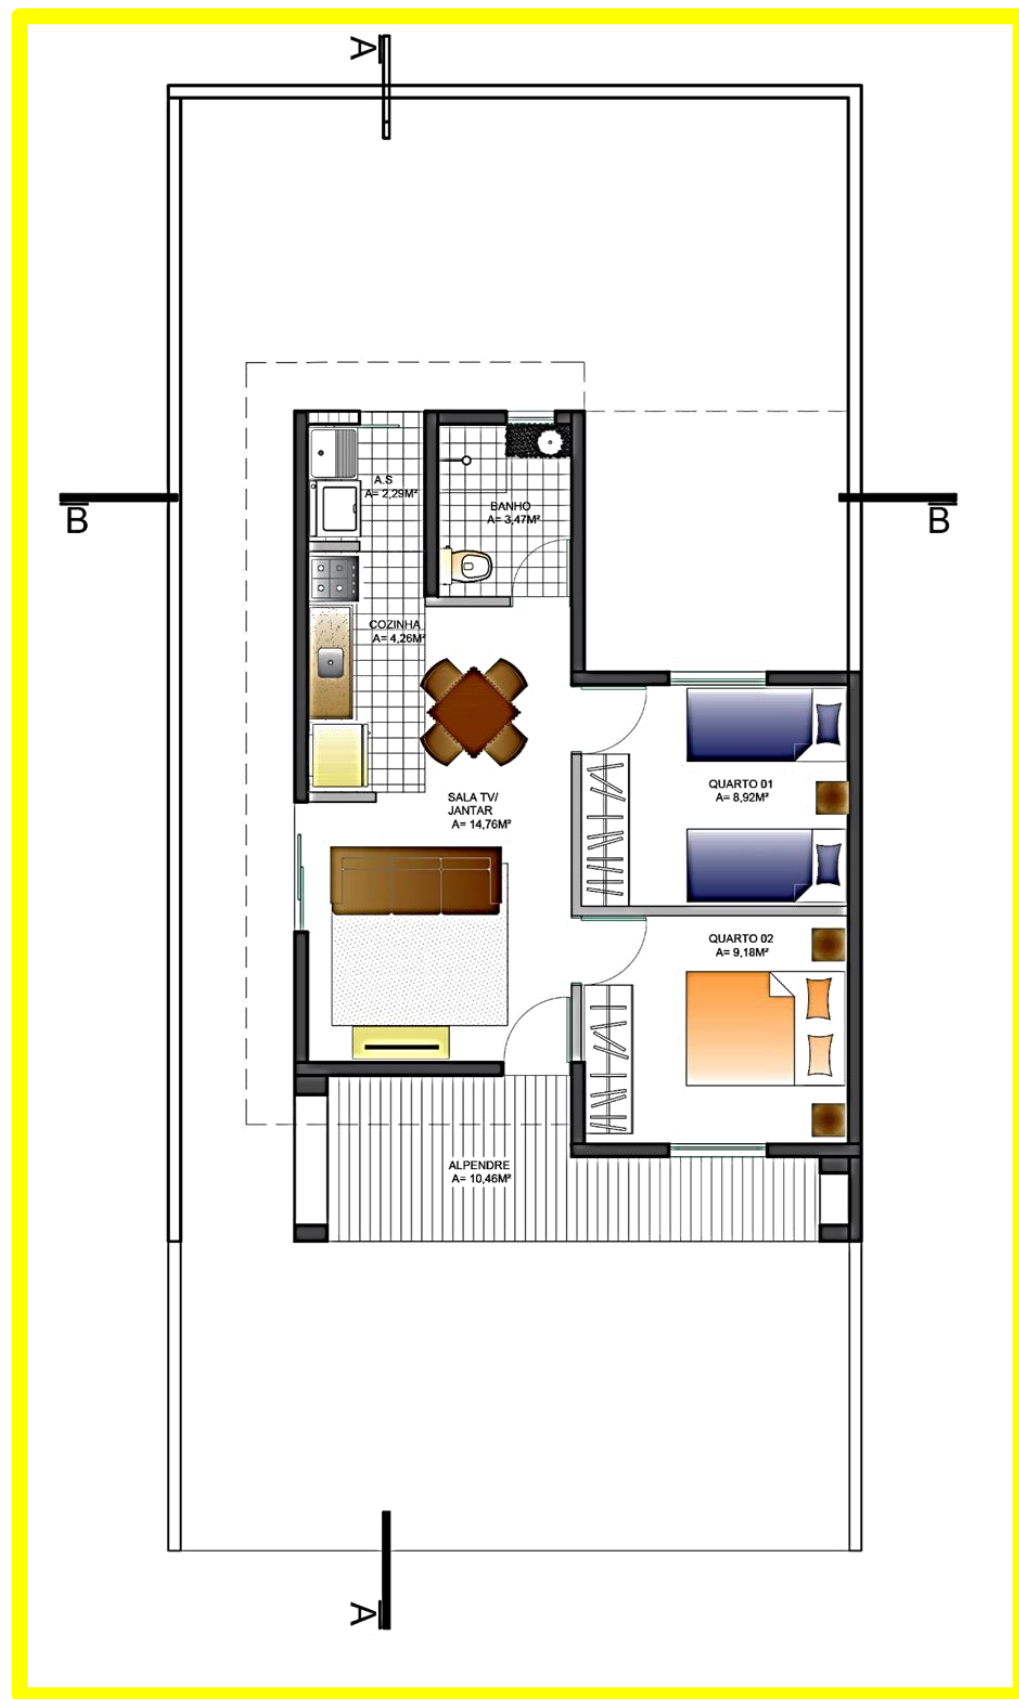 A
A.S
A= 2,29M²
BANHO
A= 3,47M²
B
B
COZINHA
A= 4,26M²
QUARTO 01
A= 8,92M²
SALA TV/
JANTAR
A= 14,76M²
QUARTO 02
A= 9,18M²
ALPENDRE
A= 10,46M²
A